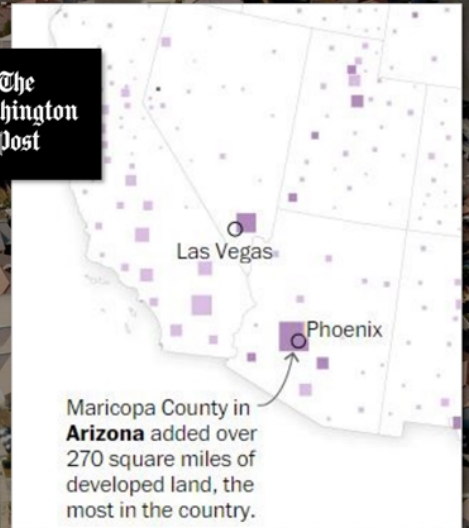 The
hington
Post
Las Vegas
Phoenix
Maricopa County in
Arizona added over
270 square miles of
developed land, the
most in the country.